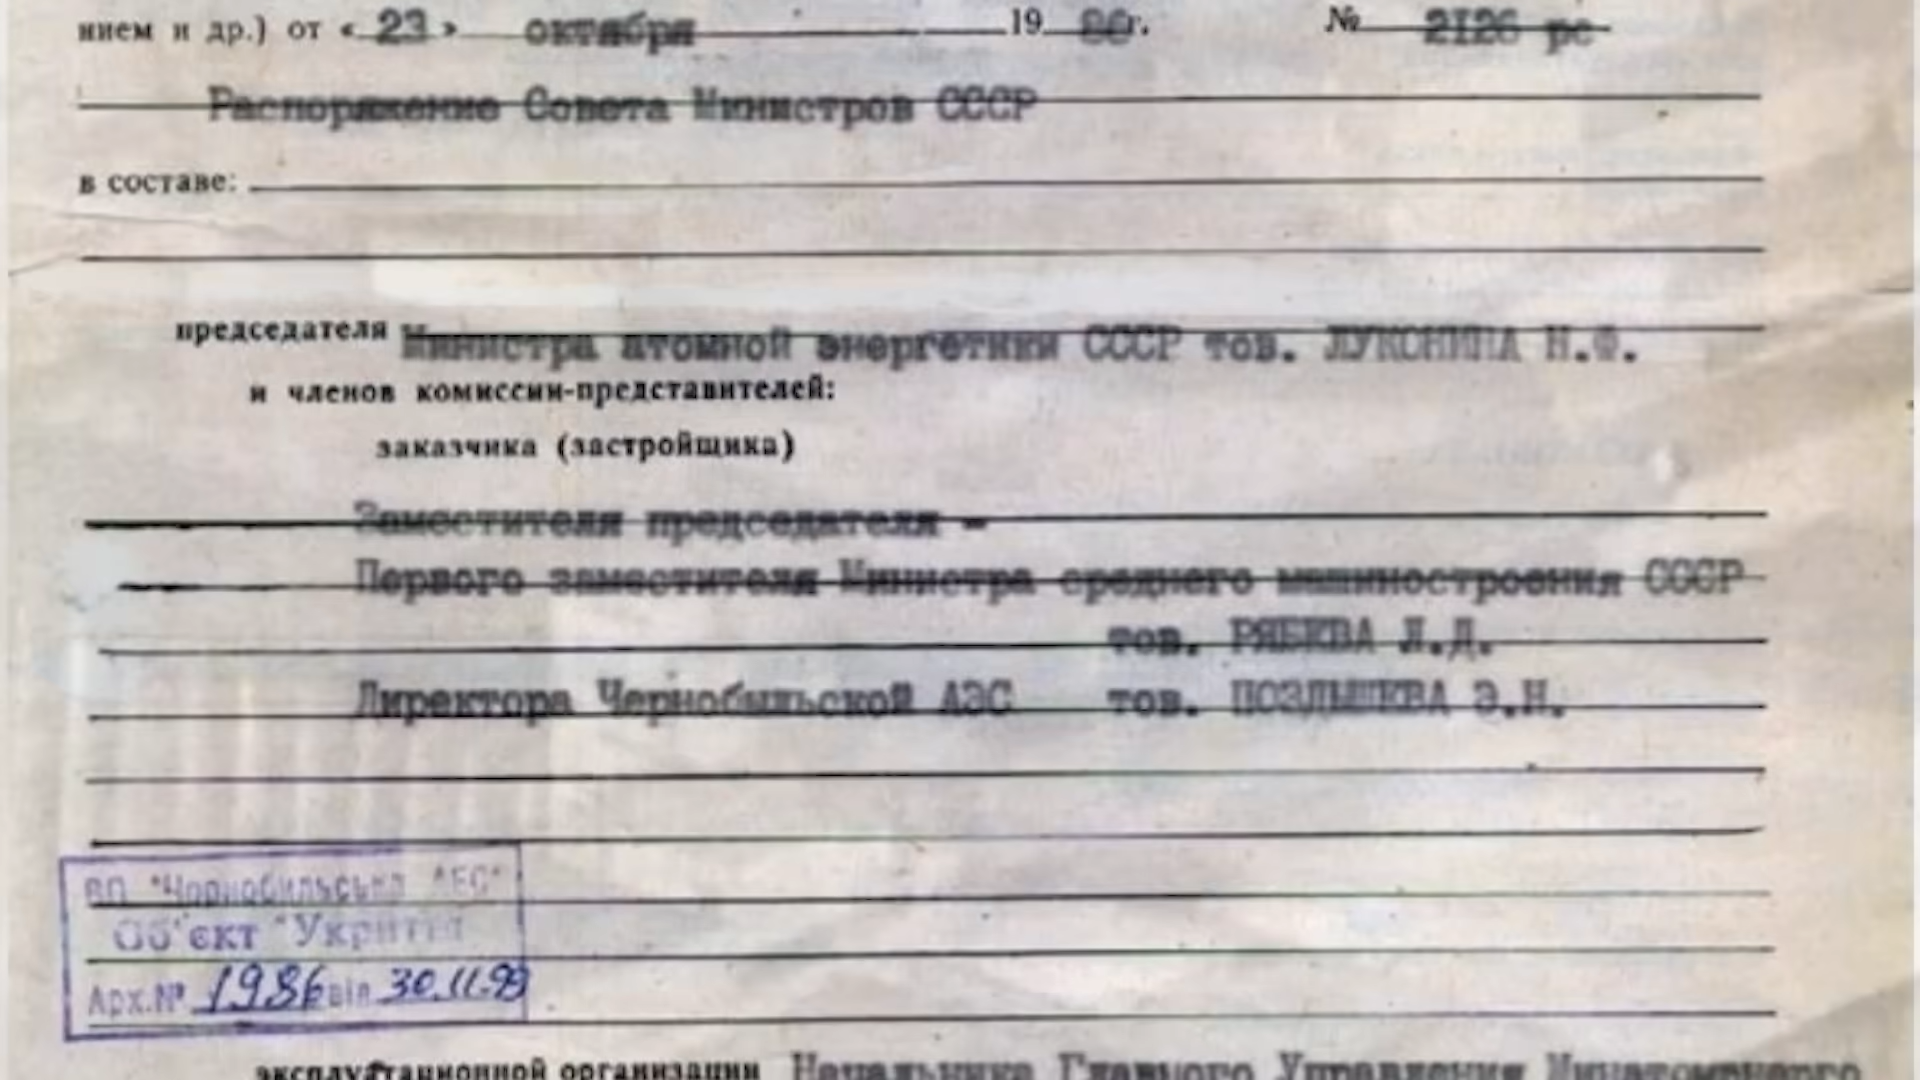 нием и др.) от « 23 » октября 1986г. № 2126 рс
Распоряжение Совета Министров СССР
в составе:
председателя Министра атомной энергетики СССР тов. ЛУКОНИНА Н.Ф.
и членов комиссии-представителей:
заказчика (застройщика)
Заместителя председателя -
Первого заместителя Министра среднего машиностроения СССР
тов. РЯБЕВА Л.Д.
Директора Чернобыльской АЭС тов. ПОЗДЫШЕВА Э.Н.
ВП "Чорнобильська АЕС"
Об'єкт "Укриття"
Арх.№ 1986 від 30.11.99
эксплуатационной организации Начальника Главного Управления Минатомэнерго